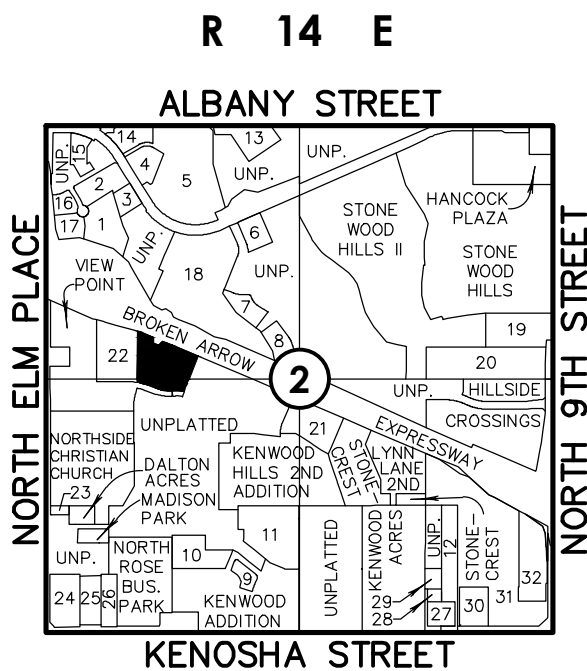 R 14 E
ALBANY STREET
NORTH ELM PLACE
NORTH 9TH STREET
KENOSHA STREET
14
13
UNP.
15
4
5
UNP.
UNP.
2
HANCOCK
PLAZA
16
3
17
1
6
STONE
WOOD
HILLS II
UNP.
STONE
WOOD
HILLS
VIEW
POINT
18
UNP.
7
BROKEN ARROW
8
19
22
20
2
UNP.
HILLSIDE
CROSSINGS
EXPRESSWAY
UNPLATTED
21
NORTHSIDE
CHRISTIAN
CHURCH
KENWOOD
HILLS 2ND
ADDITION
STONE-
CREST
LYNN
LANE
2ND
23
DALTON
ACRES
MADISON
PARK
11
UNPLATTED
KENWOOD
ACRES
UNP.
12
STONE-
CREST
UNP.
NORTH
ROSE
BUS.
PARK
10
9
29
28
32
24
25
26
KENWOOD
ADDITION
27
30
31